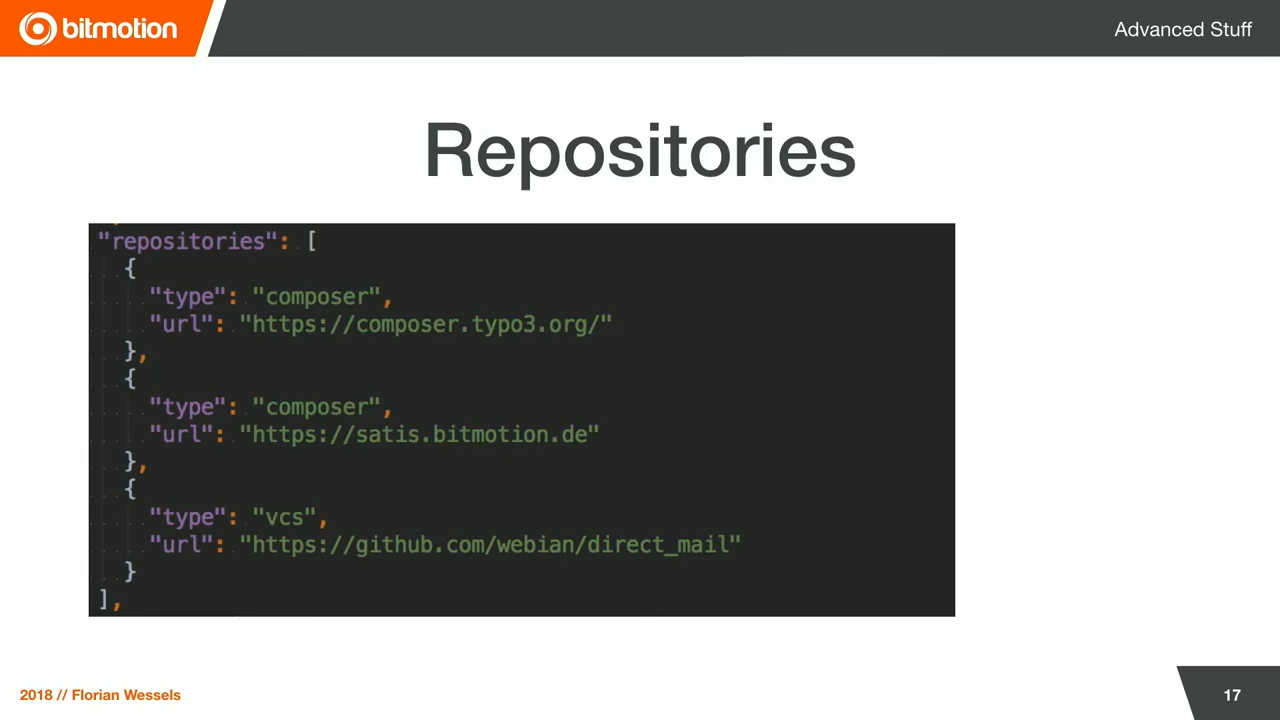 bitmotion
Advanced Stuff
Repositories
"repositories": [
{
"type": "composer",
"url": "https://composer.typo3.org/"
},
{
"type": "composer",
"url": "https://satis.bitmotion.de"
},
{
"type": "vcs",
"url": "https://github.com/webian/direct_mail"
}
],
2018 // Florian Wessels
17